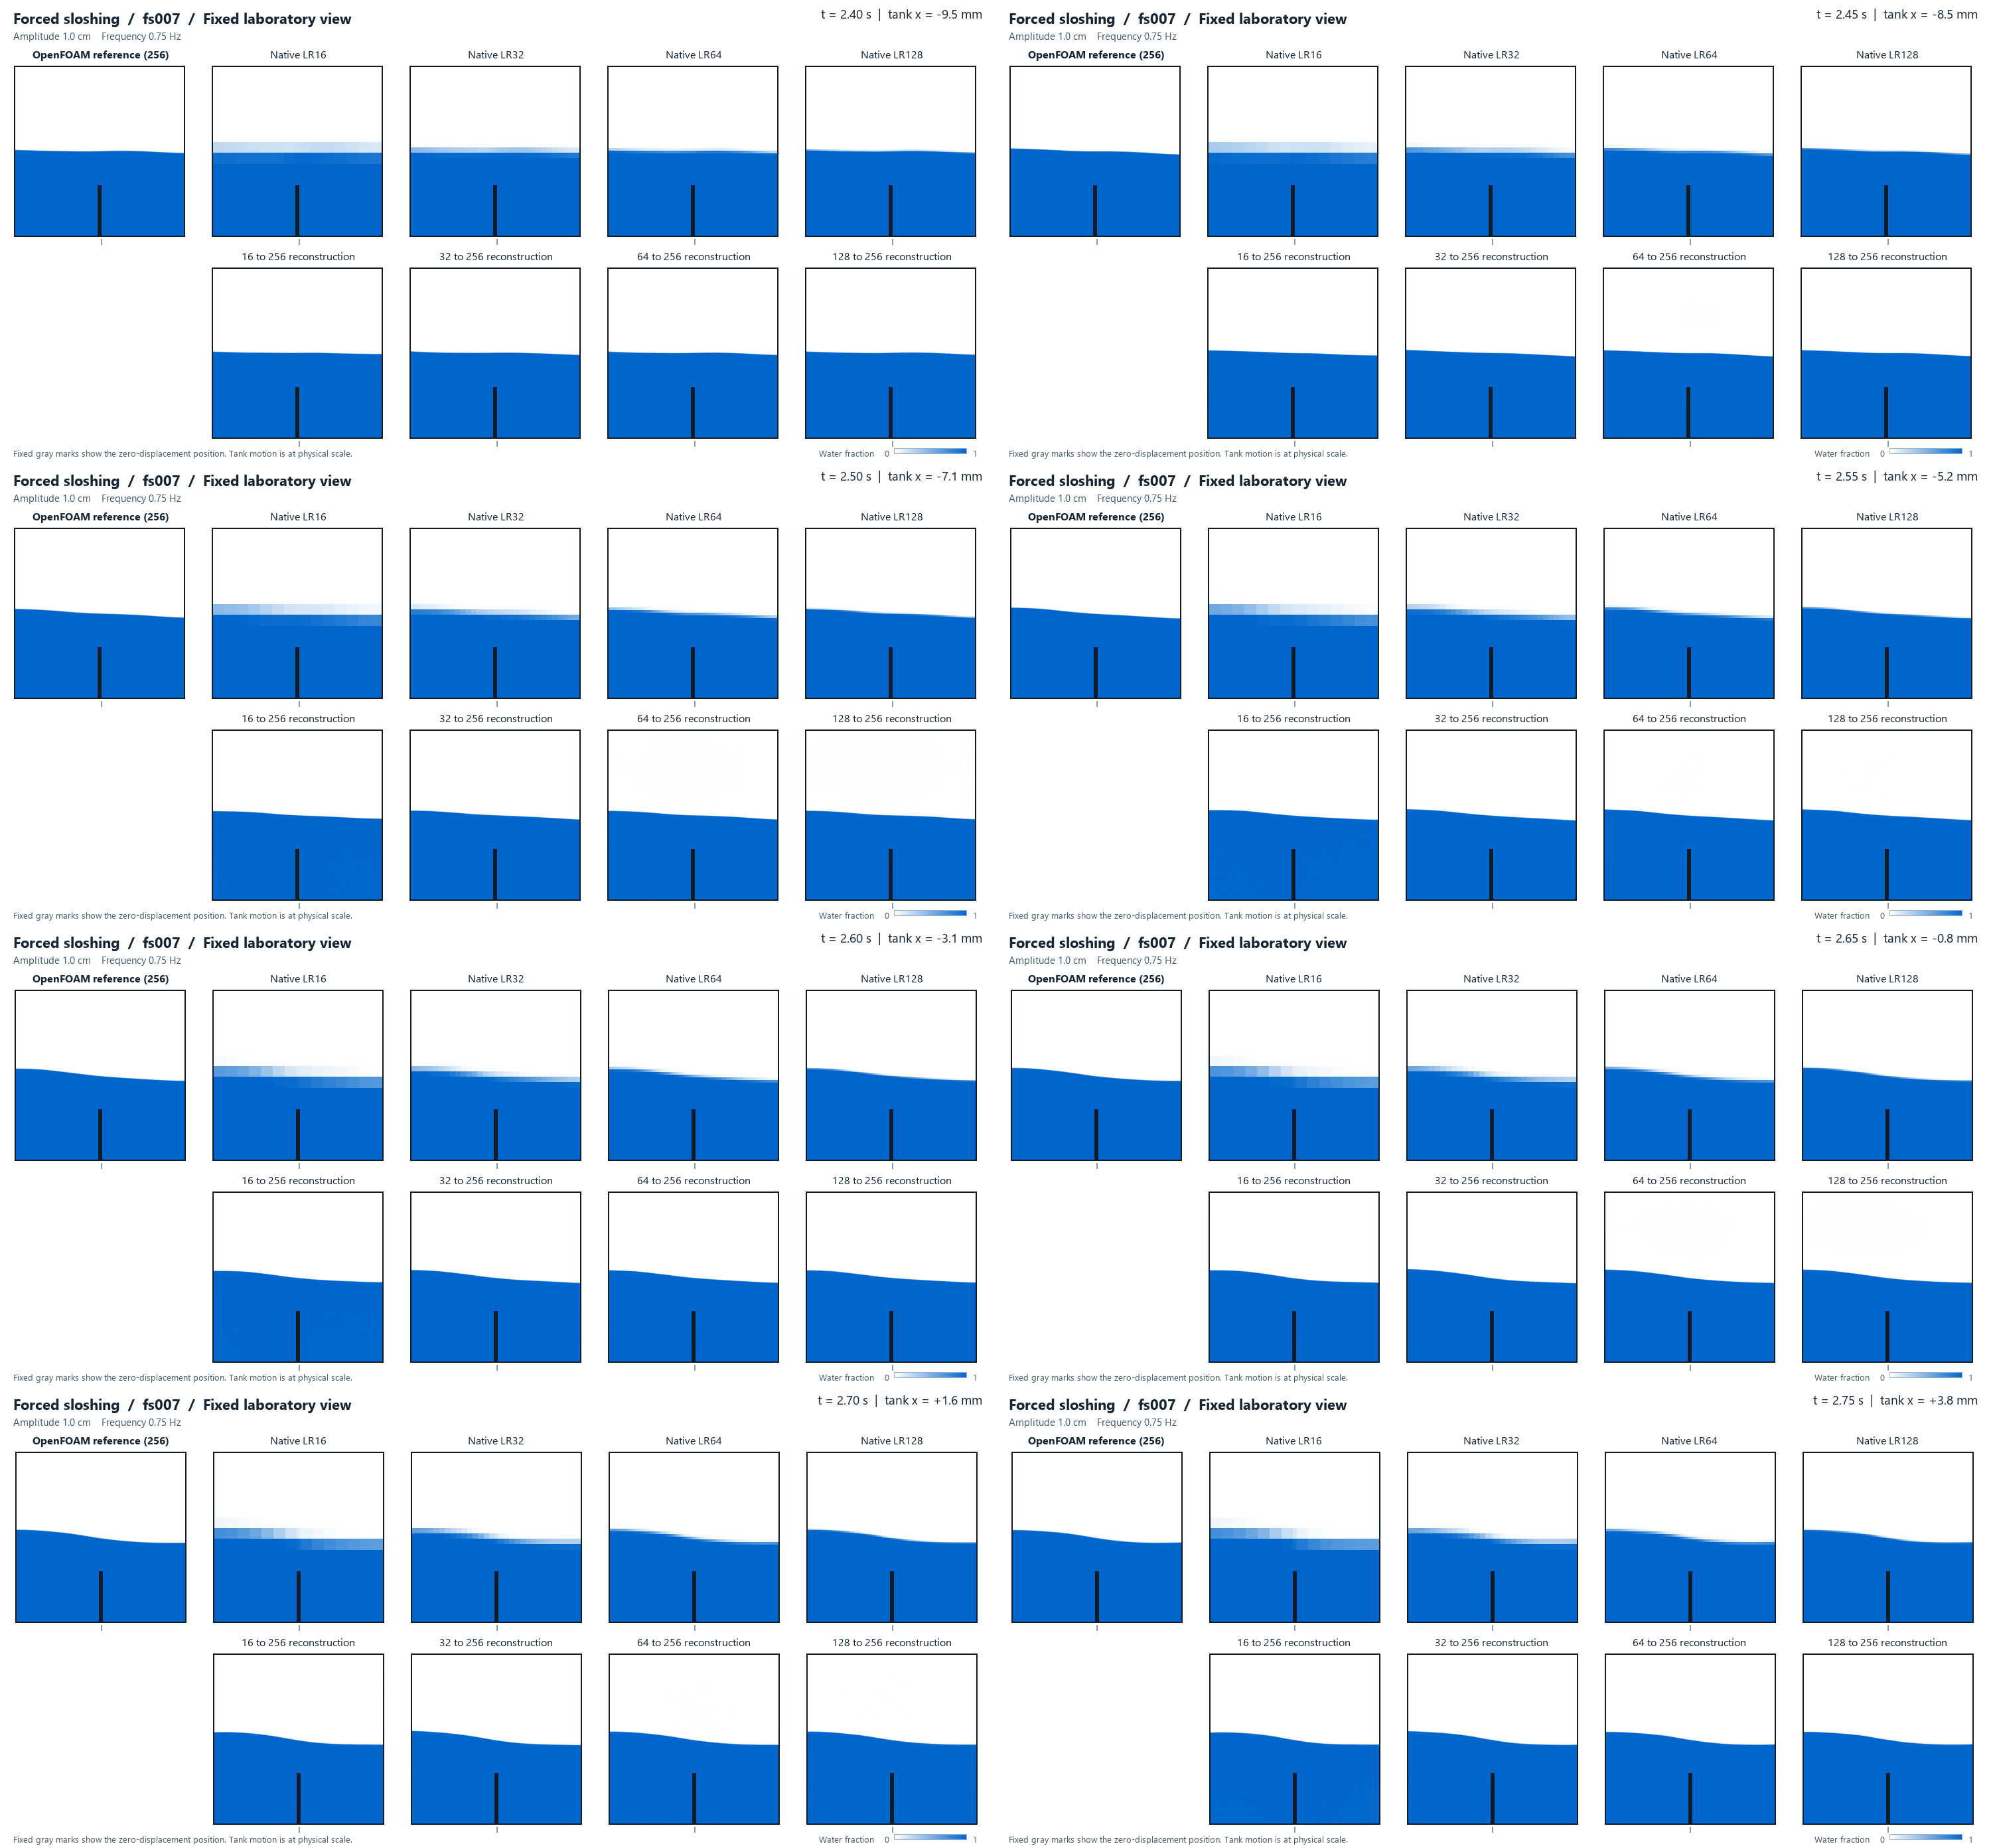 Forced sloshing / fs007 / Fixed laboratory view
t = 2.40 s | tank x = -9.5 mm
Amplitude 1.0 cm Frequency 0.75 Hz
OpenFOAM reference (256) Native LR16 Native LR32 Native LR64 Native LR128
16 to 256 reconstruction 32 to 256 reconstruction 64 to 256 reconstruction 128 to 256 reconstruction
Fixed gray marks show the zero-displacement position. Tank motion is at physical scale.
Water fraction 0 1
Forced sloshing / fs007 / Fixed laboratory view
t = 2.45 s | tank x = -8.5 mm
Amplitude 1.0 cm Frequency 0.75 Hz
OpenFOAM reference (256) Native LR16 Native LR32 Native LR64 Native LR128
16 to 256 reconstruction 32 to 256 reconstruction 64 to 256 reconstruction 128 to 256 reconstruction
Fixed gray marks show the zero-displacement position. Tank motion is at physical scale.
Water fraction 0 1
Forced sloshing / fs007 / Fixed laboratory view
t = 2.50 s | tank x = -7.1 mm
Amplitude 1.0 cm Frequency 0.75 Hz
OpenFOAM reference (256) Native LR16 Native LR32 Native LR64 Native LR128
16 to 256 reconstruction 32 to 256 reconstruction 64 to 256 reconstruction 128 to 256 reconstruction
Fixed gray marks show the zero-displacement position. Tank motion is at physical scale.
Water fraction 0 1
Forced sloshing / fs007 / Fixed laboratory view
t = 2.55 s | tank x = -5.2 mm
Amplitude 1.0 cm Frequency 0.75 Hz
OpenFOAM reference (256) Native LR16 Native LR32 Native LR64 Native LR128
16 to 256 reconstruction 32 to 256 reconstruction 64 to 256 reconstruction 128 to 256 reconstruction
Fixed gray marks show the zero-displacement position. Tank motion is at physical scale.
Water fraction 0 1
Forced sloshing / fs007 / Fixed laboratory view
t = 2.60 s | tank x = -3.1 mm
Amplitude 1.0 cm Frequency 0.75 Hz
OpenFOAM reference (256) Native LR16 Native LR32 Native LR64 Native LR128
16 to 256 reconstruction 32 to 256 reconstruction 64 to 256 reconstruction 128 to 256 reconstruction
Fixed gray marks show the zero-displacement position. Tank motion is at physical scale.
Water fraction 0 1
Forced sloshing / fs007 / Fixed laboratory view
t = 2.65 s | tank x = -0.8 mm
Amplitude 1.0 cm Frequency 0.75 Hz
OpenFOAM reference (256) Native LR16 Native LR32 Native LR64 Native LR128
16 to 256 reconstruction 32 to 256 reconstruction 64 to 256 reconstruction 128 to 256 reconstruction
Fixed gray marks show the zero-displacement position. Tank motion is at physical scale.
Water fraction 0 1
Forced sloshing / fs007 / Fixed laboratory view
t = 2.70 s | tank x = +1.6 mm
Amplitude 1.0 cm Frequency 0.75 Hz
OpenFOAM reference (256) Native LR16 Native LR32 Native LR64 Native LR128
16 to 256 reconstruction 32 to 256 reconstruction 64 to 256 reconstruction 128 to 256 reconstruction
Fixed gray marks show the zero-displacement position. Tank motion is at physical scale.
Water fraction 0 1
Forced sloshing / fs007 / Fixed laboratory view
t = 2.75 s | tank x = +3.8 mm
Amplitude 1.0 cm Frequency 0.75 Hz
OpenFOAM reference (256) Native LR16 Native LR32 Native LR64 Native LR128
16 to 256 reconstruction 32 to 256 reconstruction 64 to 256 reconstruction 128 to 256 reconstruction
Fixed gray marks show the zero-displacement position. Tank motion is at physical scale.
Water fraction 0 1